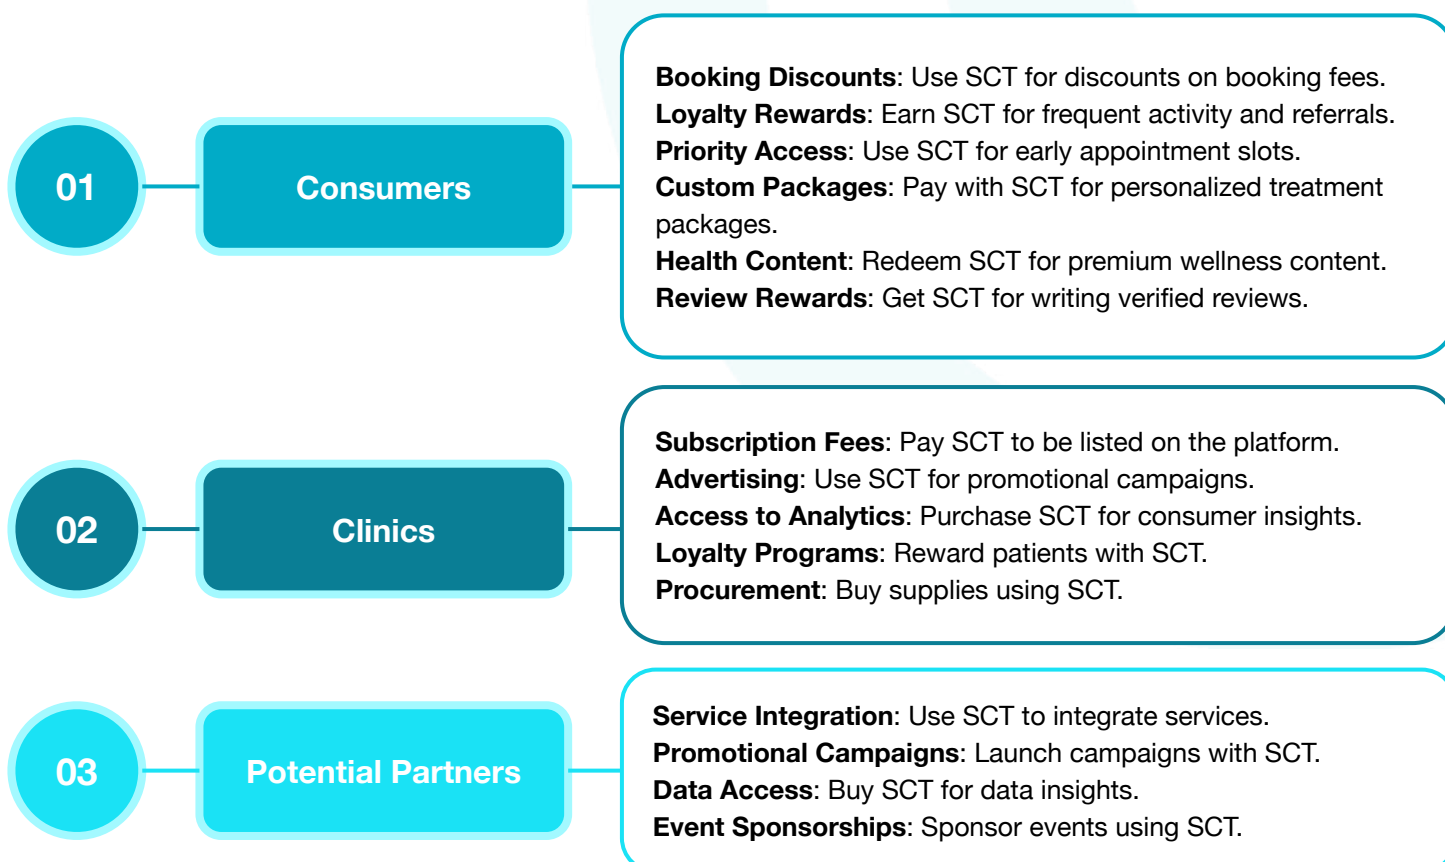 01
Consumers
Booking Discounts: Use SCT for discounts on booking fees.
Loyalty Rewards: Earn SCT for frequent activity and referrals.
Priority Access: Use SCT for early appointment slots.
Custom Packages: Pay with SCT for personalized treatment
packages.
Health Content: Redeem SCT for premium wellness content.
Review Rewards: Get SCT for writing verified reviews.
02
Clinics
Subscription Fees: Pay SCT to be listed on the platform.
Advertising: Use SCT for promotional campaigns.
Access to Analytics: Purchase SCT for consumer insights.
Loyalty Programs: Reward patients with SCT.
Procurement: Buy supplies using SCT.
03
Potential Partners
Service Integration: Use SCT to integrate services.
Promotional Campaigns: Launch campaigns with SCT.
Data Access: Buy SCT for data insights.
Event Sponsorships: Sponsor events using SCT.